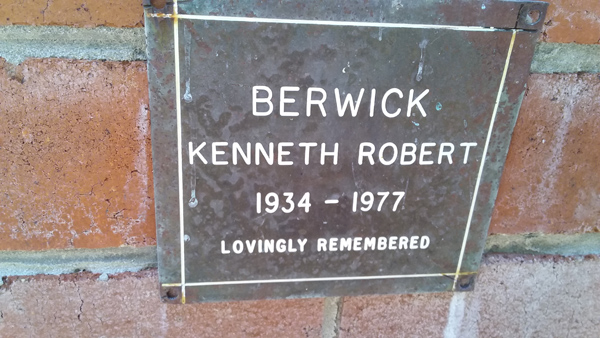 BERWICK
KENNETH ROBERT
1934 - 1977
LOVINGLY REMEMBERED